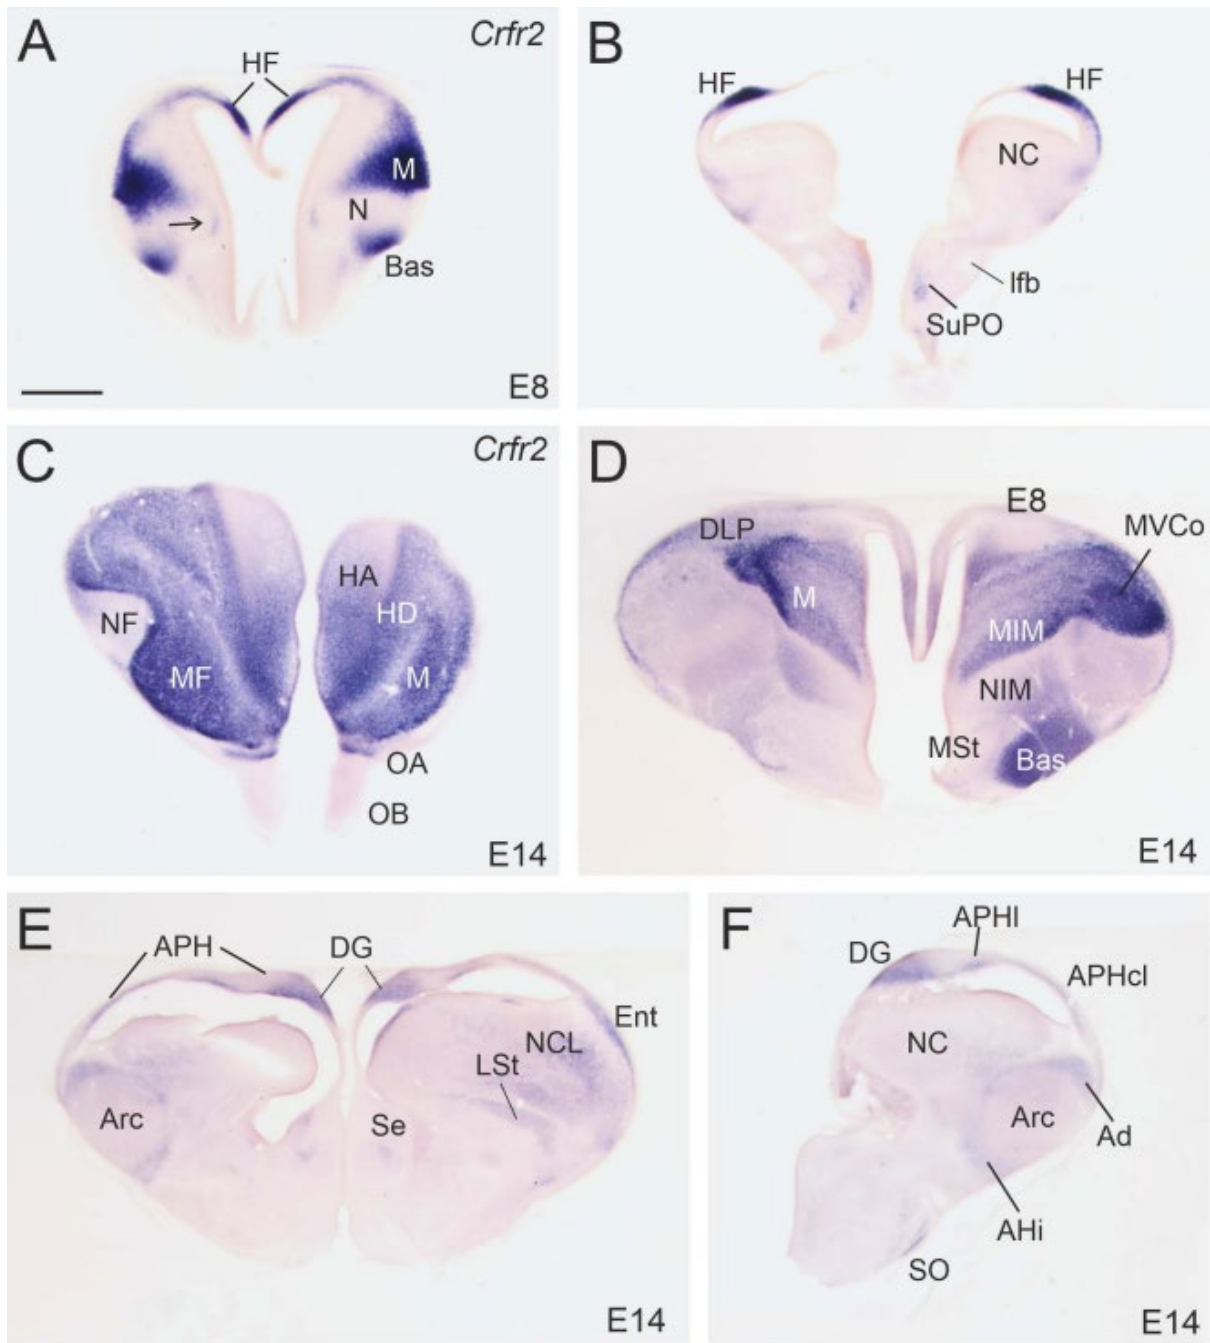 A
Crfr2
HF
M
N
Bas
E8
B
HF
HF
NC
lfb
SuPO
C
Crfr2
HA
HD
NF
MF
M
OA
OB
E14
D
E8
DLP
MVCo
M
MIM
NIM
MSt
Bas
E14
E
APH
DG
Ent
NCL
LSt
Arc
Se
E14
F
APHl
DG
APHcl
NC
Arc
Ad
AHi
SO
E14